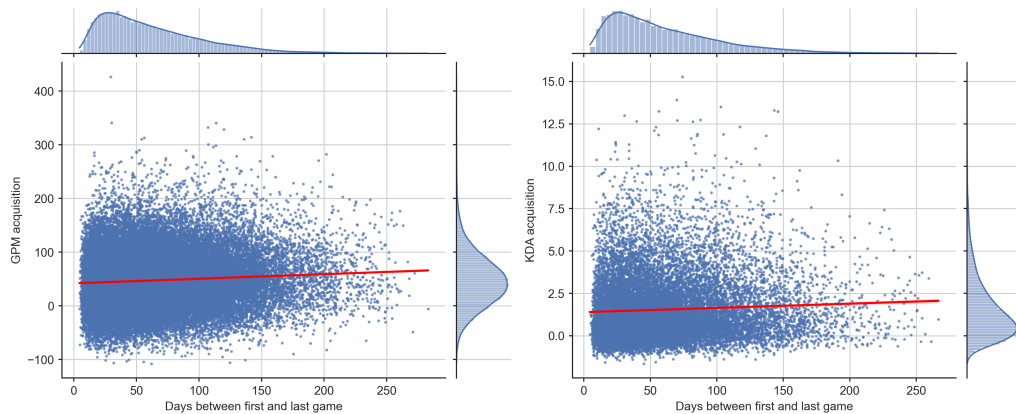 400
300
200
100
0
−100
GPM acquisition
0 50 100 150 200 250
Days between first and last game
15.0
12.5
10.0
7.5
5.0
2.5
0.0
KDA acquisition
0 50 100 150 200 250
Days between first and last game